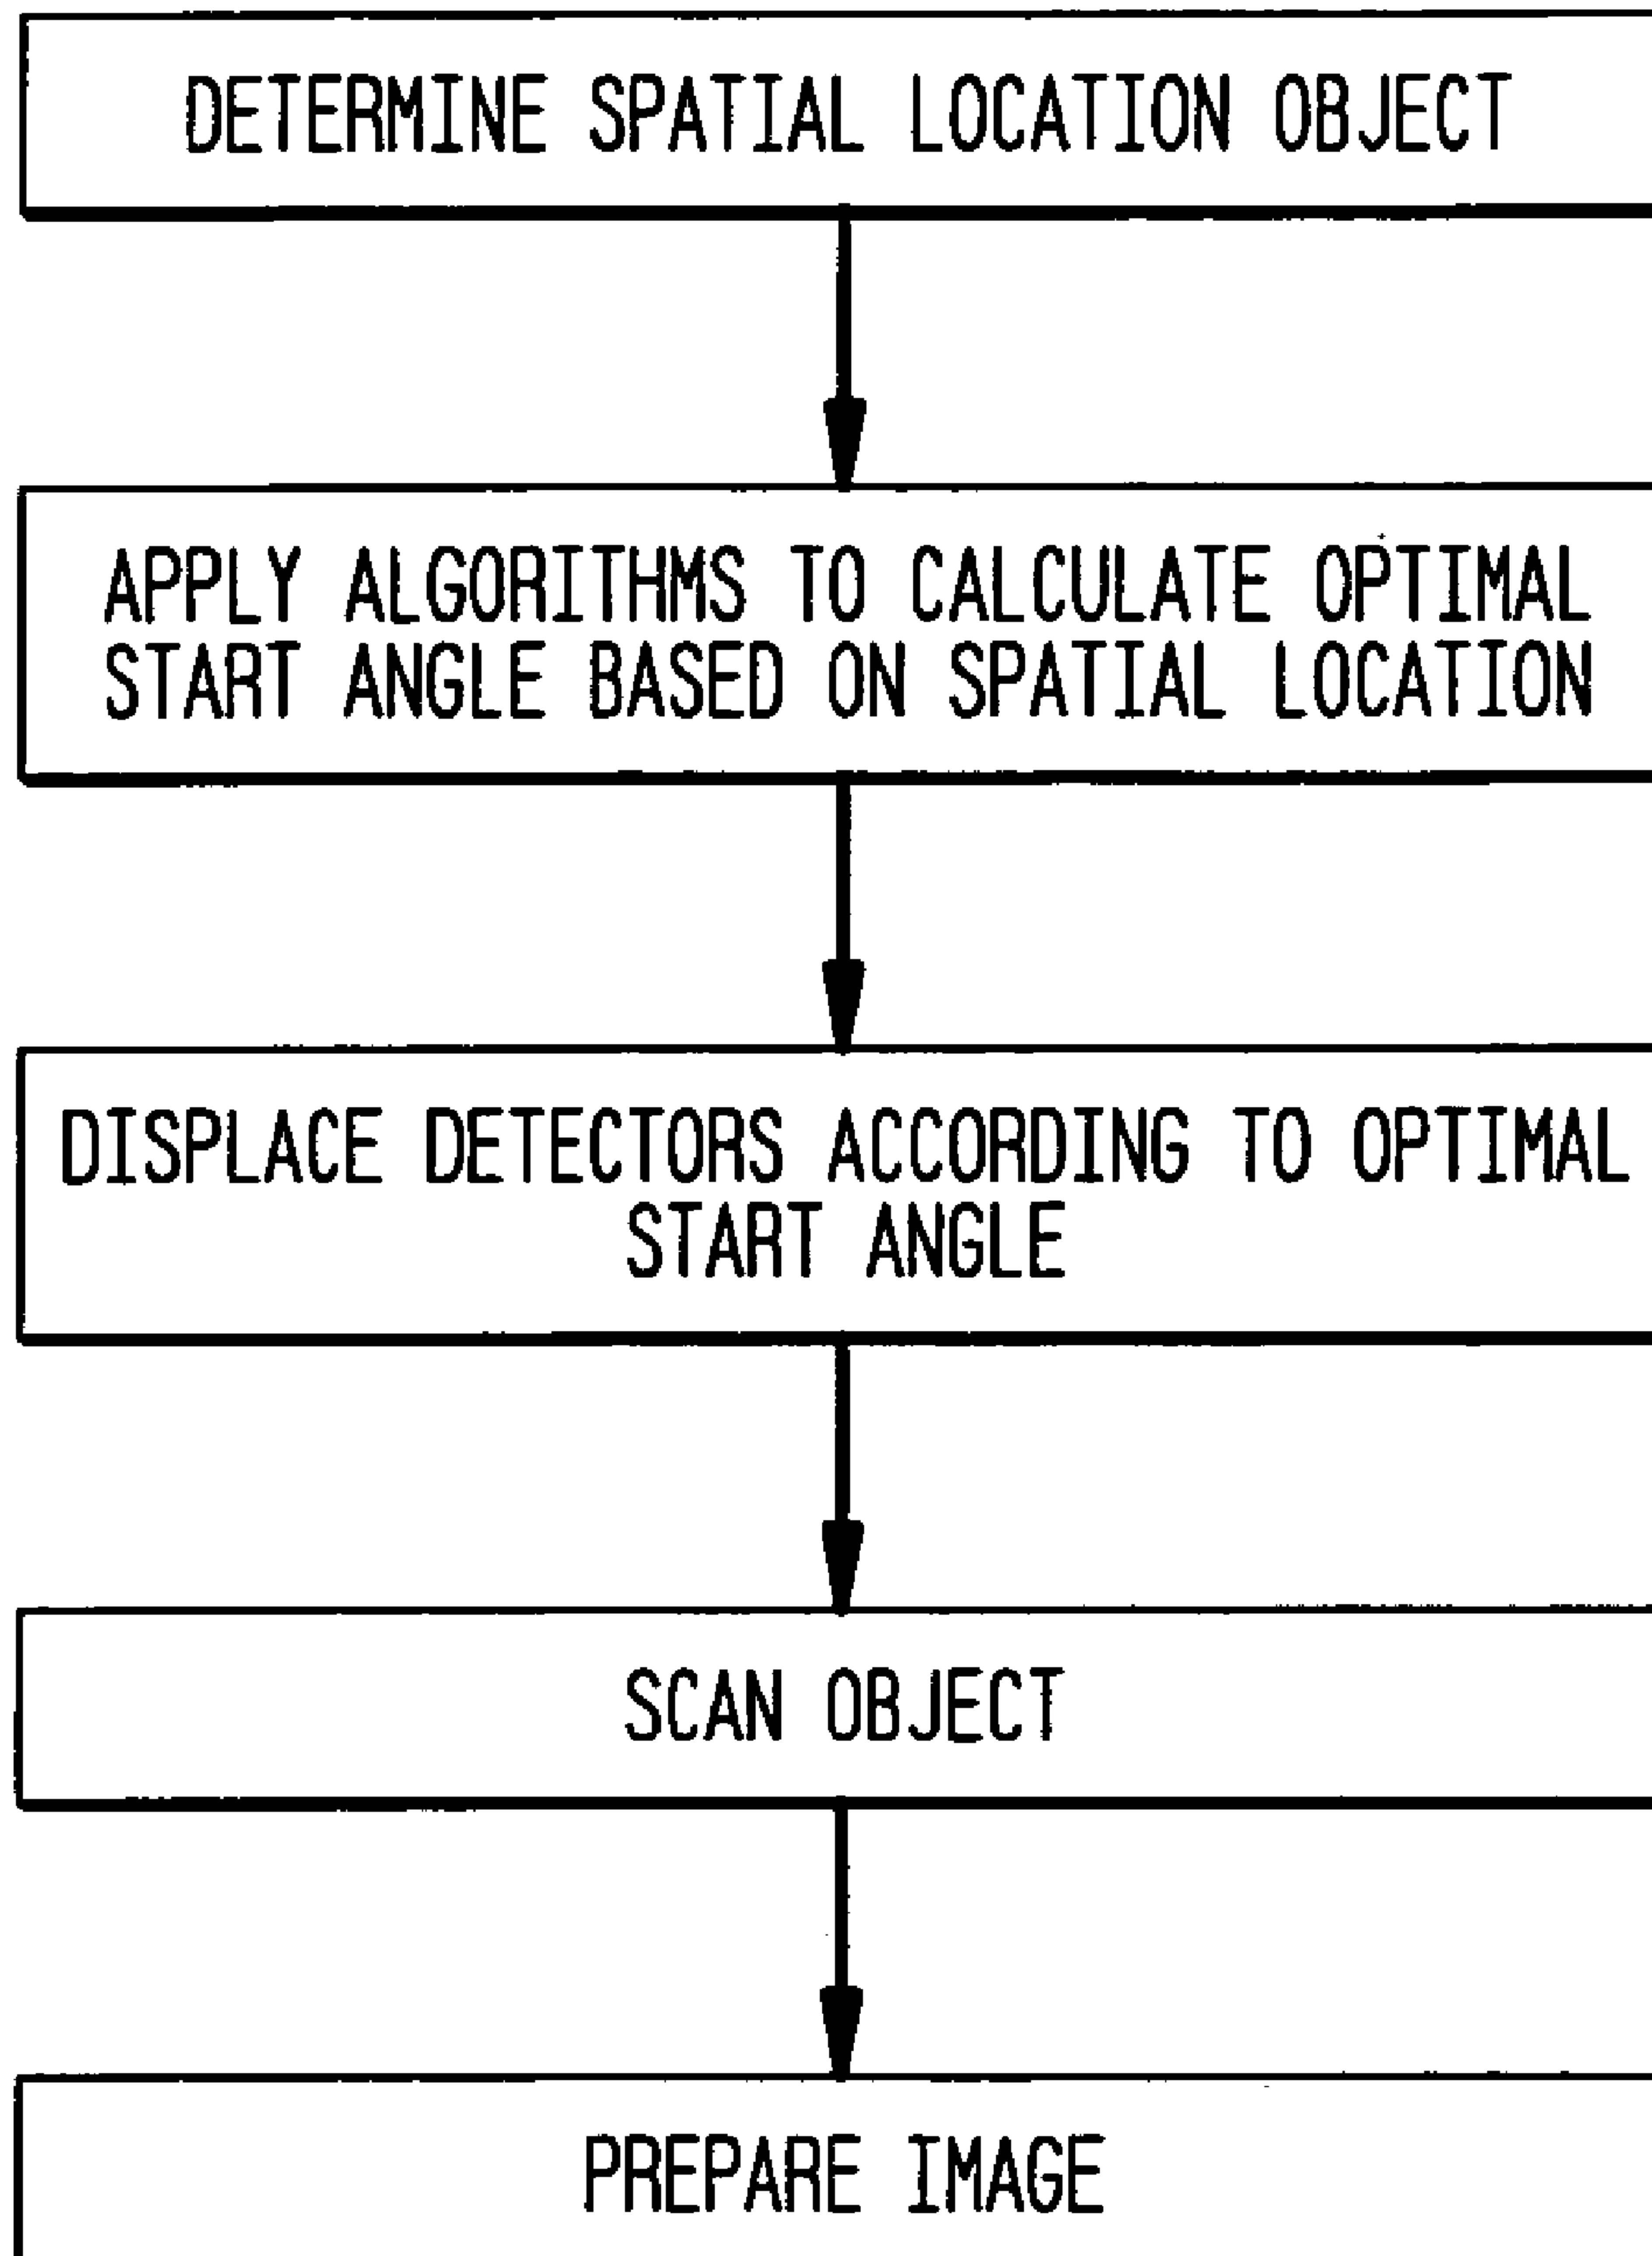 DETERMINE SPATIAL LOCATION OBJECT
APPLY ALGORITHMS TO CALCULATE OPTIMAL
START ANGLE BASED ON SPATIAL LOCATION
DISPLACE DETECTORS ACCORDING TO OPTIMAL
START ANGLE
SCAN OBJECT
PREPARE IMAGE